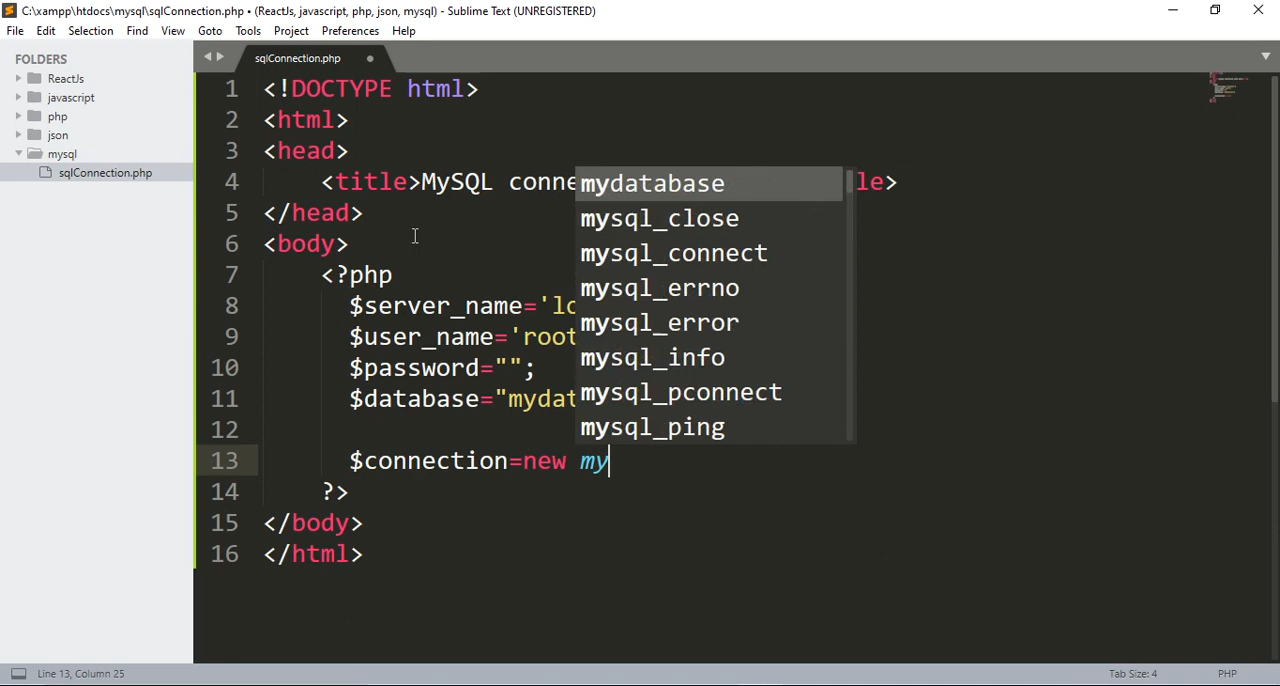 C:\xampp\htdocs\mysql\sqlConnection.php • (ReactJs, javascript, php, json, mysql) - Sublime Text (UNREGISTERED)
File Edit Selection Find View Goto Tools Project Preferences Help
FOLDERS
ReactJs
javascript
php
json
mysql
sqlConnection.php
sqlConnection.php
1 <!DOCTYPE html>
2 <html>
3 <head>
4 <title>MySQL conne le>
5 </head>
6 <body>
7 <?php
8 $server_name='lo
9 $user_name='root
10 $password="";
11 $database="mydat
12
13 $connection=new my
14 ?>
15 </body>
16 </html>
mydatabase
mysql_close
mysql_connect
mysql_errno
mysql_error
mysql_info
mysql_pconnect
mysql_ping
Line 13, Column 25
Tab Size: 4
PHP